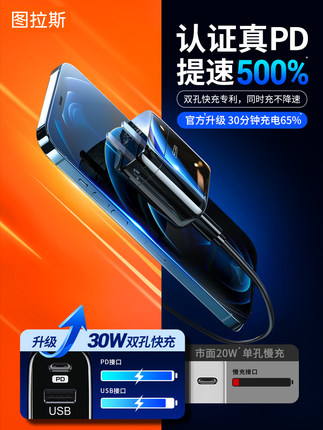 图拉斯
认证真PD
提速500%
双孔快充专利，同时充不降速
官方升级 30分钟充电65%
升级 30W双孔快充
PD接口
USB接口
PD
USB
市面20W 单孔慢充
慢充接口